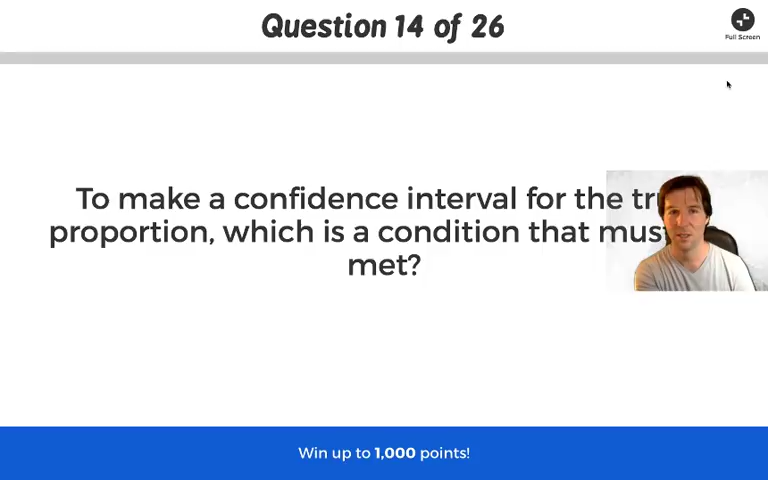 Question 14 of 26
Full Screen
To make a confidence interval for the
proportion, which is a condition that must
met?
Win up to 1,000 points!